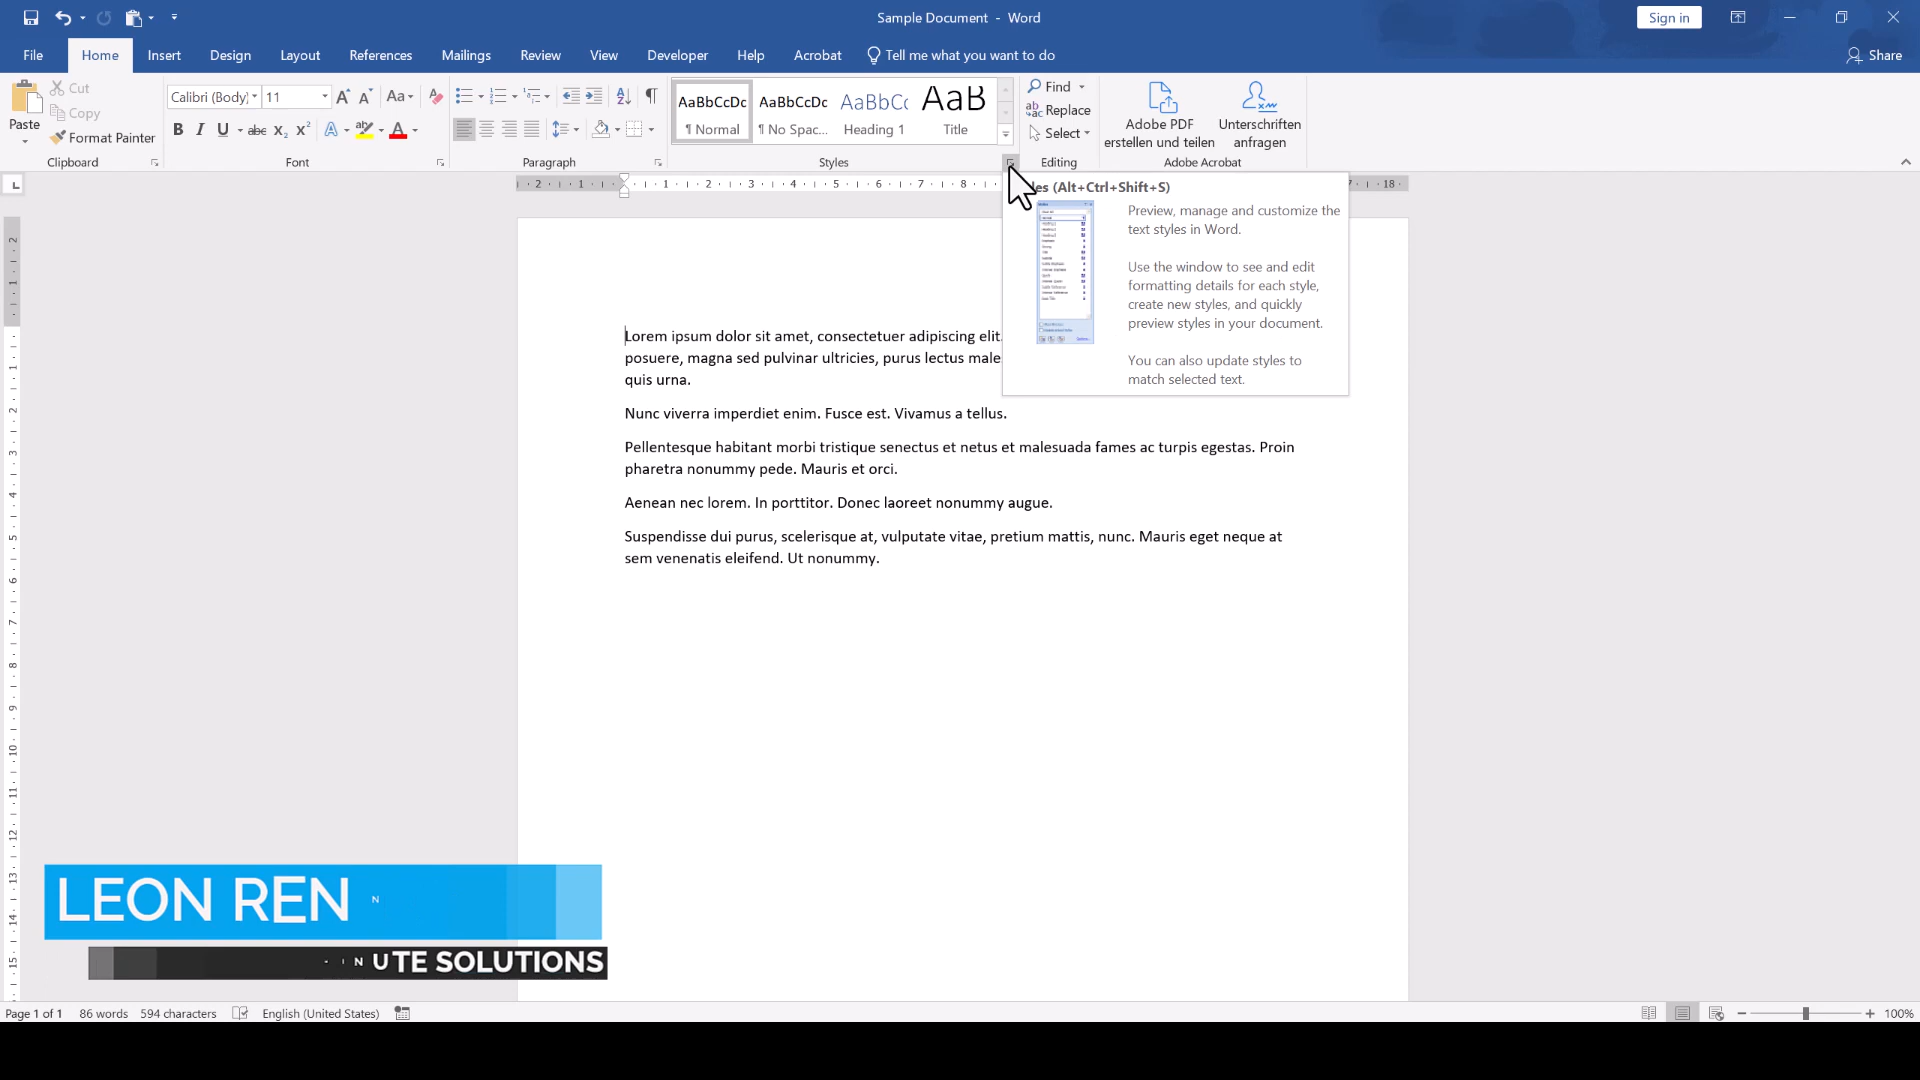 Sample Document - Word
Sign in
File Home Insert Design Layout References Mailings Review View Developer Help Acrobat Tell me what you want to do
Share
Paste
Cut
Copy
Format Painter
Clipboard
Calibri (Body) 11
Font
Paragraph
AaBbCcDc AaBbCcDc AaBbCc AaB
¶ Normal ¶ No Spac... Heading 1 Title
Styles
Find
Replace
Select
Editing
Adobe PDF
erstellen und teilen
Unterschriften
anfragen
Adobe Acrobat
(Alt+Ctrl+Shift+S)
Preview, manage and customize the
text styles in Word.
Use the window to see and edit
formatting details for each style,
create new styles, and quickly
preview styles in your document.
You can also update styles to
match selected text.
Lorem ipsum dolor sit amet, consectetuer adipiscing elit.
posuere, magna sed pulvinar ultricies, purus lectus males
quis urna.
Nunc viverra imperdiet enim. Fusce est. Vivamus a tellus.
Pellentesque habitant morbi tristique senectus et netus et malesuada fames ac turpis egestas. Proin
pharetra nonummy pede. Mauris et orci.
Aenean nec lorem. In porttitor. Donec laoreet nonummy augue.
Suspendisse dui purus, scelerisque at, vulputate vitae, pretium mattis, nunc. Mauris eget neque at
sem venenatis eleifend. Ut nonummy.
LEON REN N
IN UTE SOLUTIONS
Page 1 of 1 86 words 594 characters English (United States)
100%